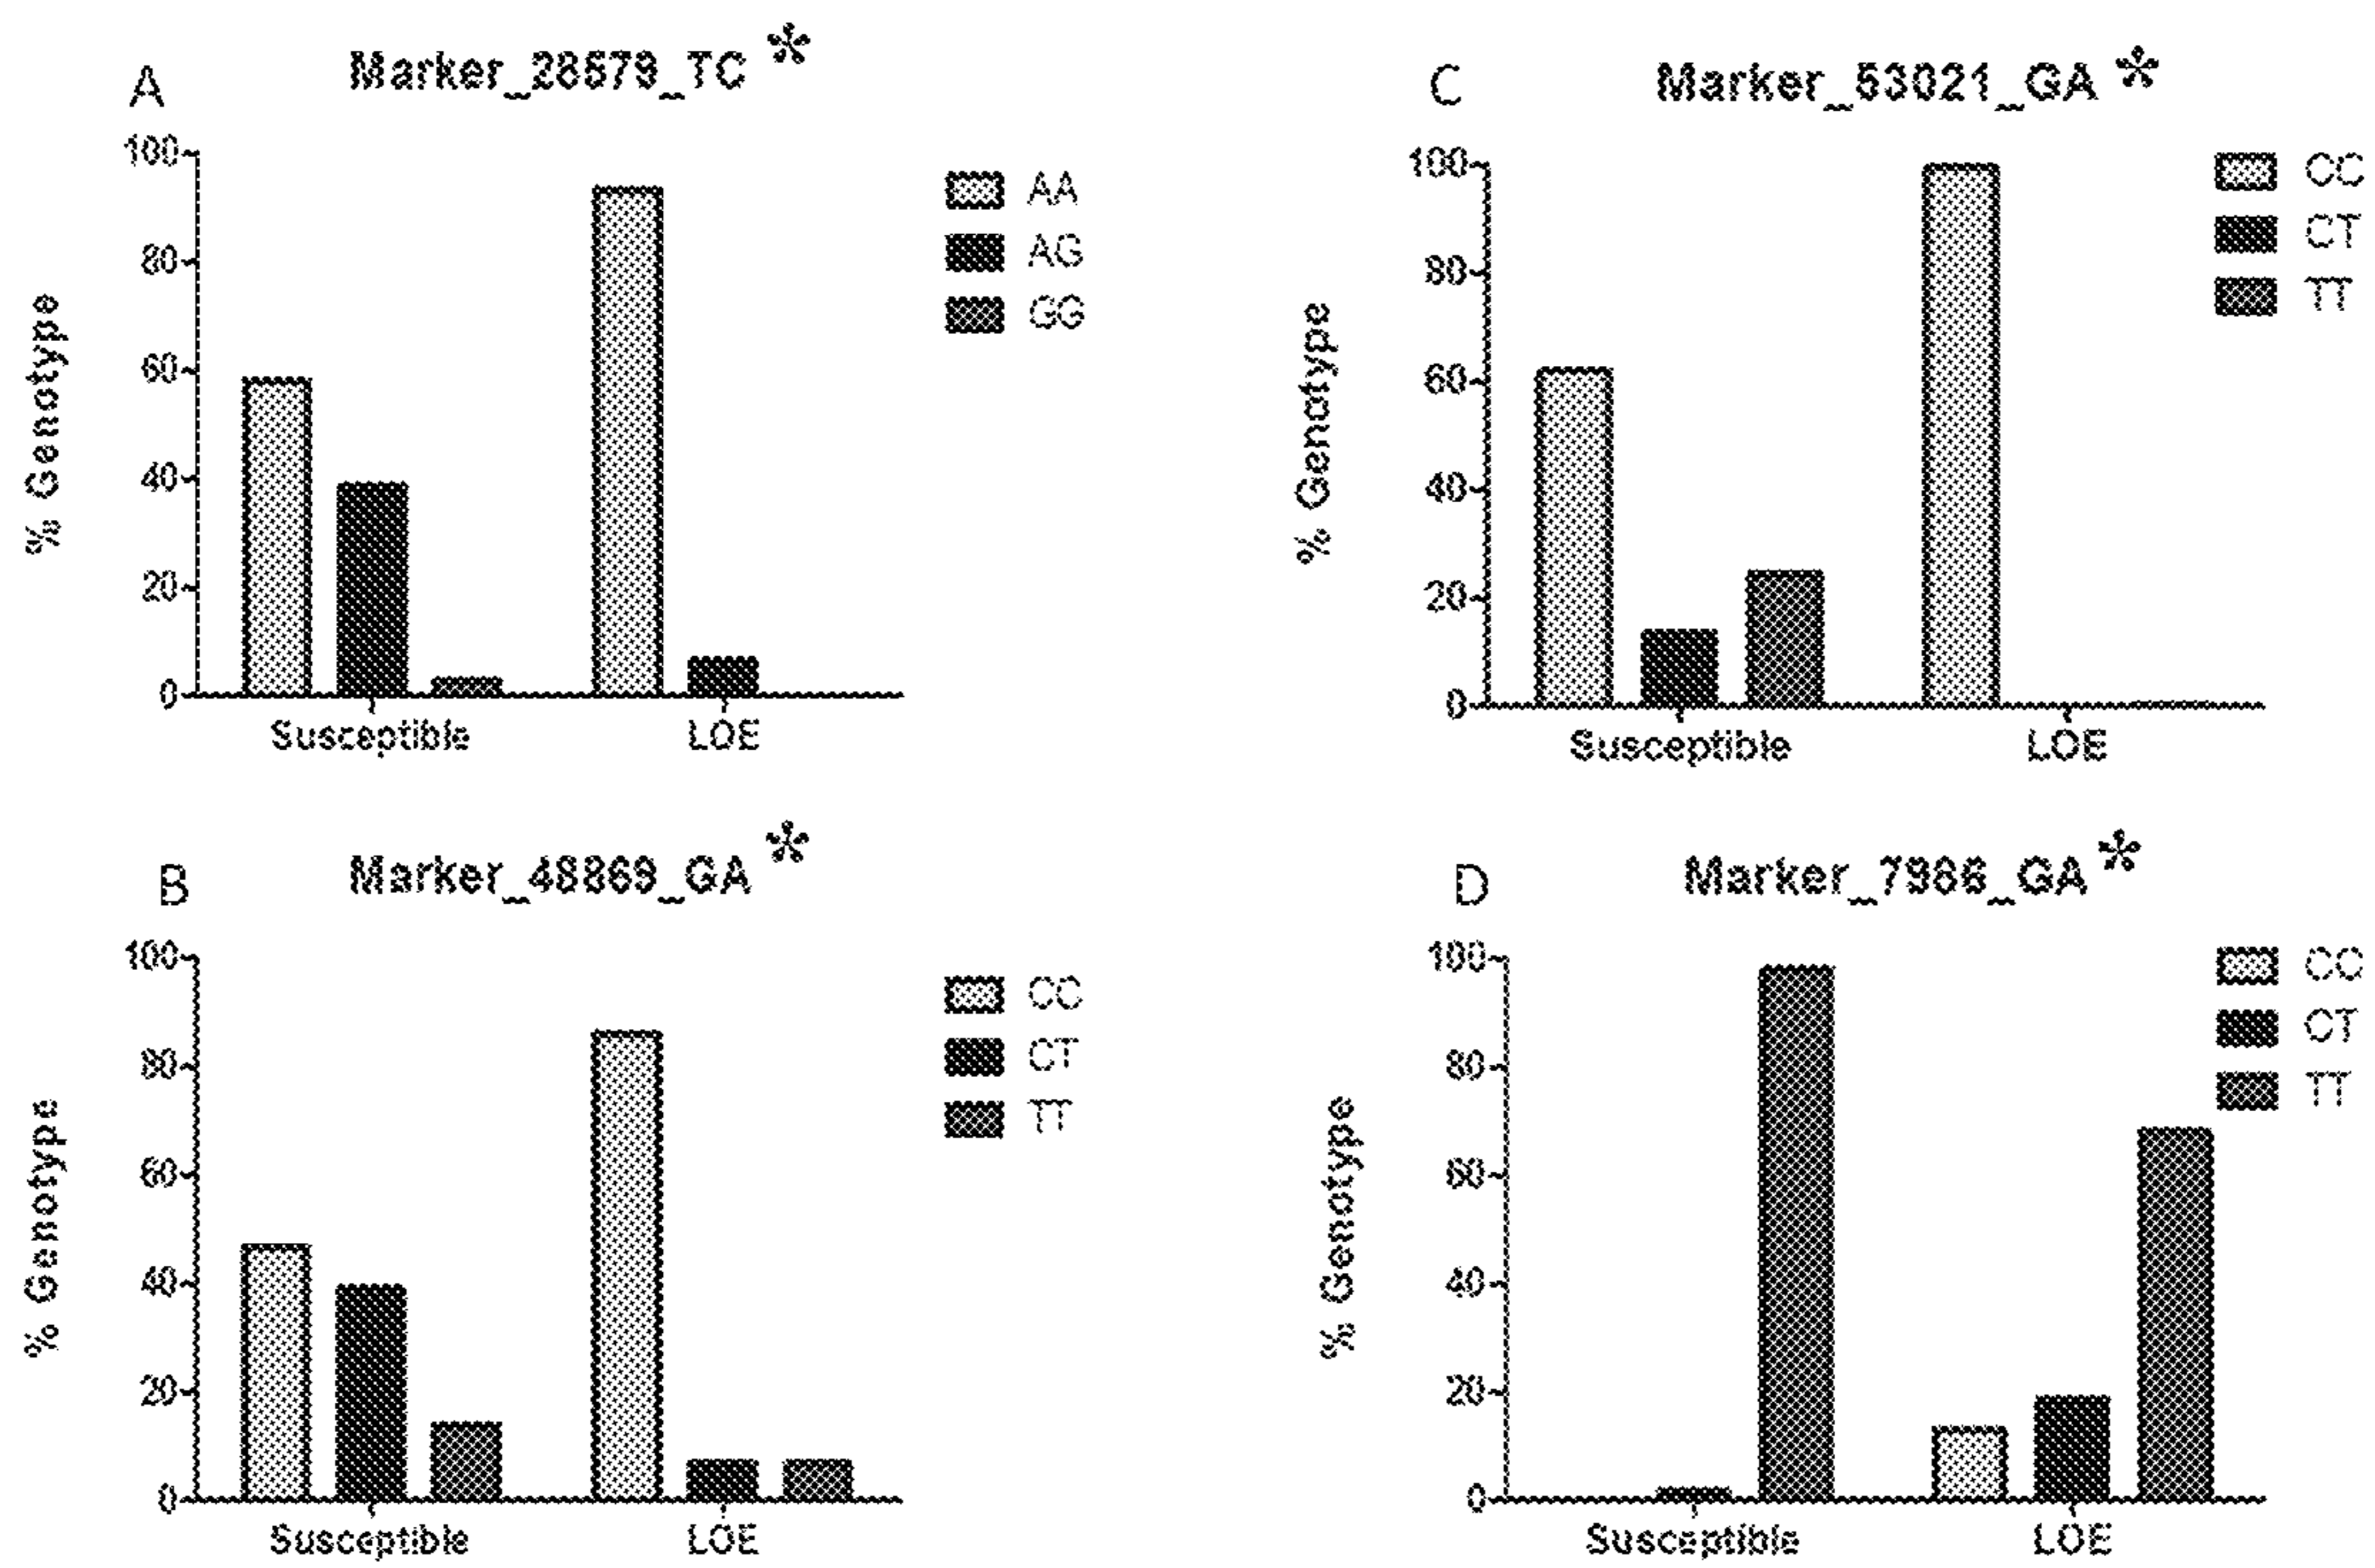 A
Marker_28579_TC *
100
80
60
40
20
0
% Genotype
Susceptible
LOE
AA
AG
GG
C
Marker_53021_GA *
100
80
60
40
20
0
% Genotype
Susceptible
LOE
CC
CT
TT
B
Marker_48869_GA *
100
80
60
40
20
0
% Genotype
Susceptible
LOE
CC
CT
TT
D
Marker_7986_GA *
100
80
60
40
20
0
% Genotype
Susceptible
LOE
CC
CT
TT